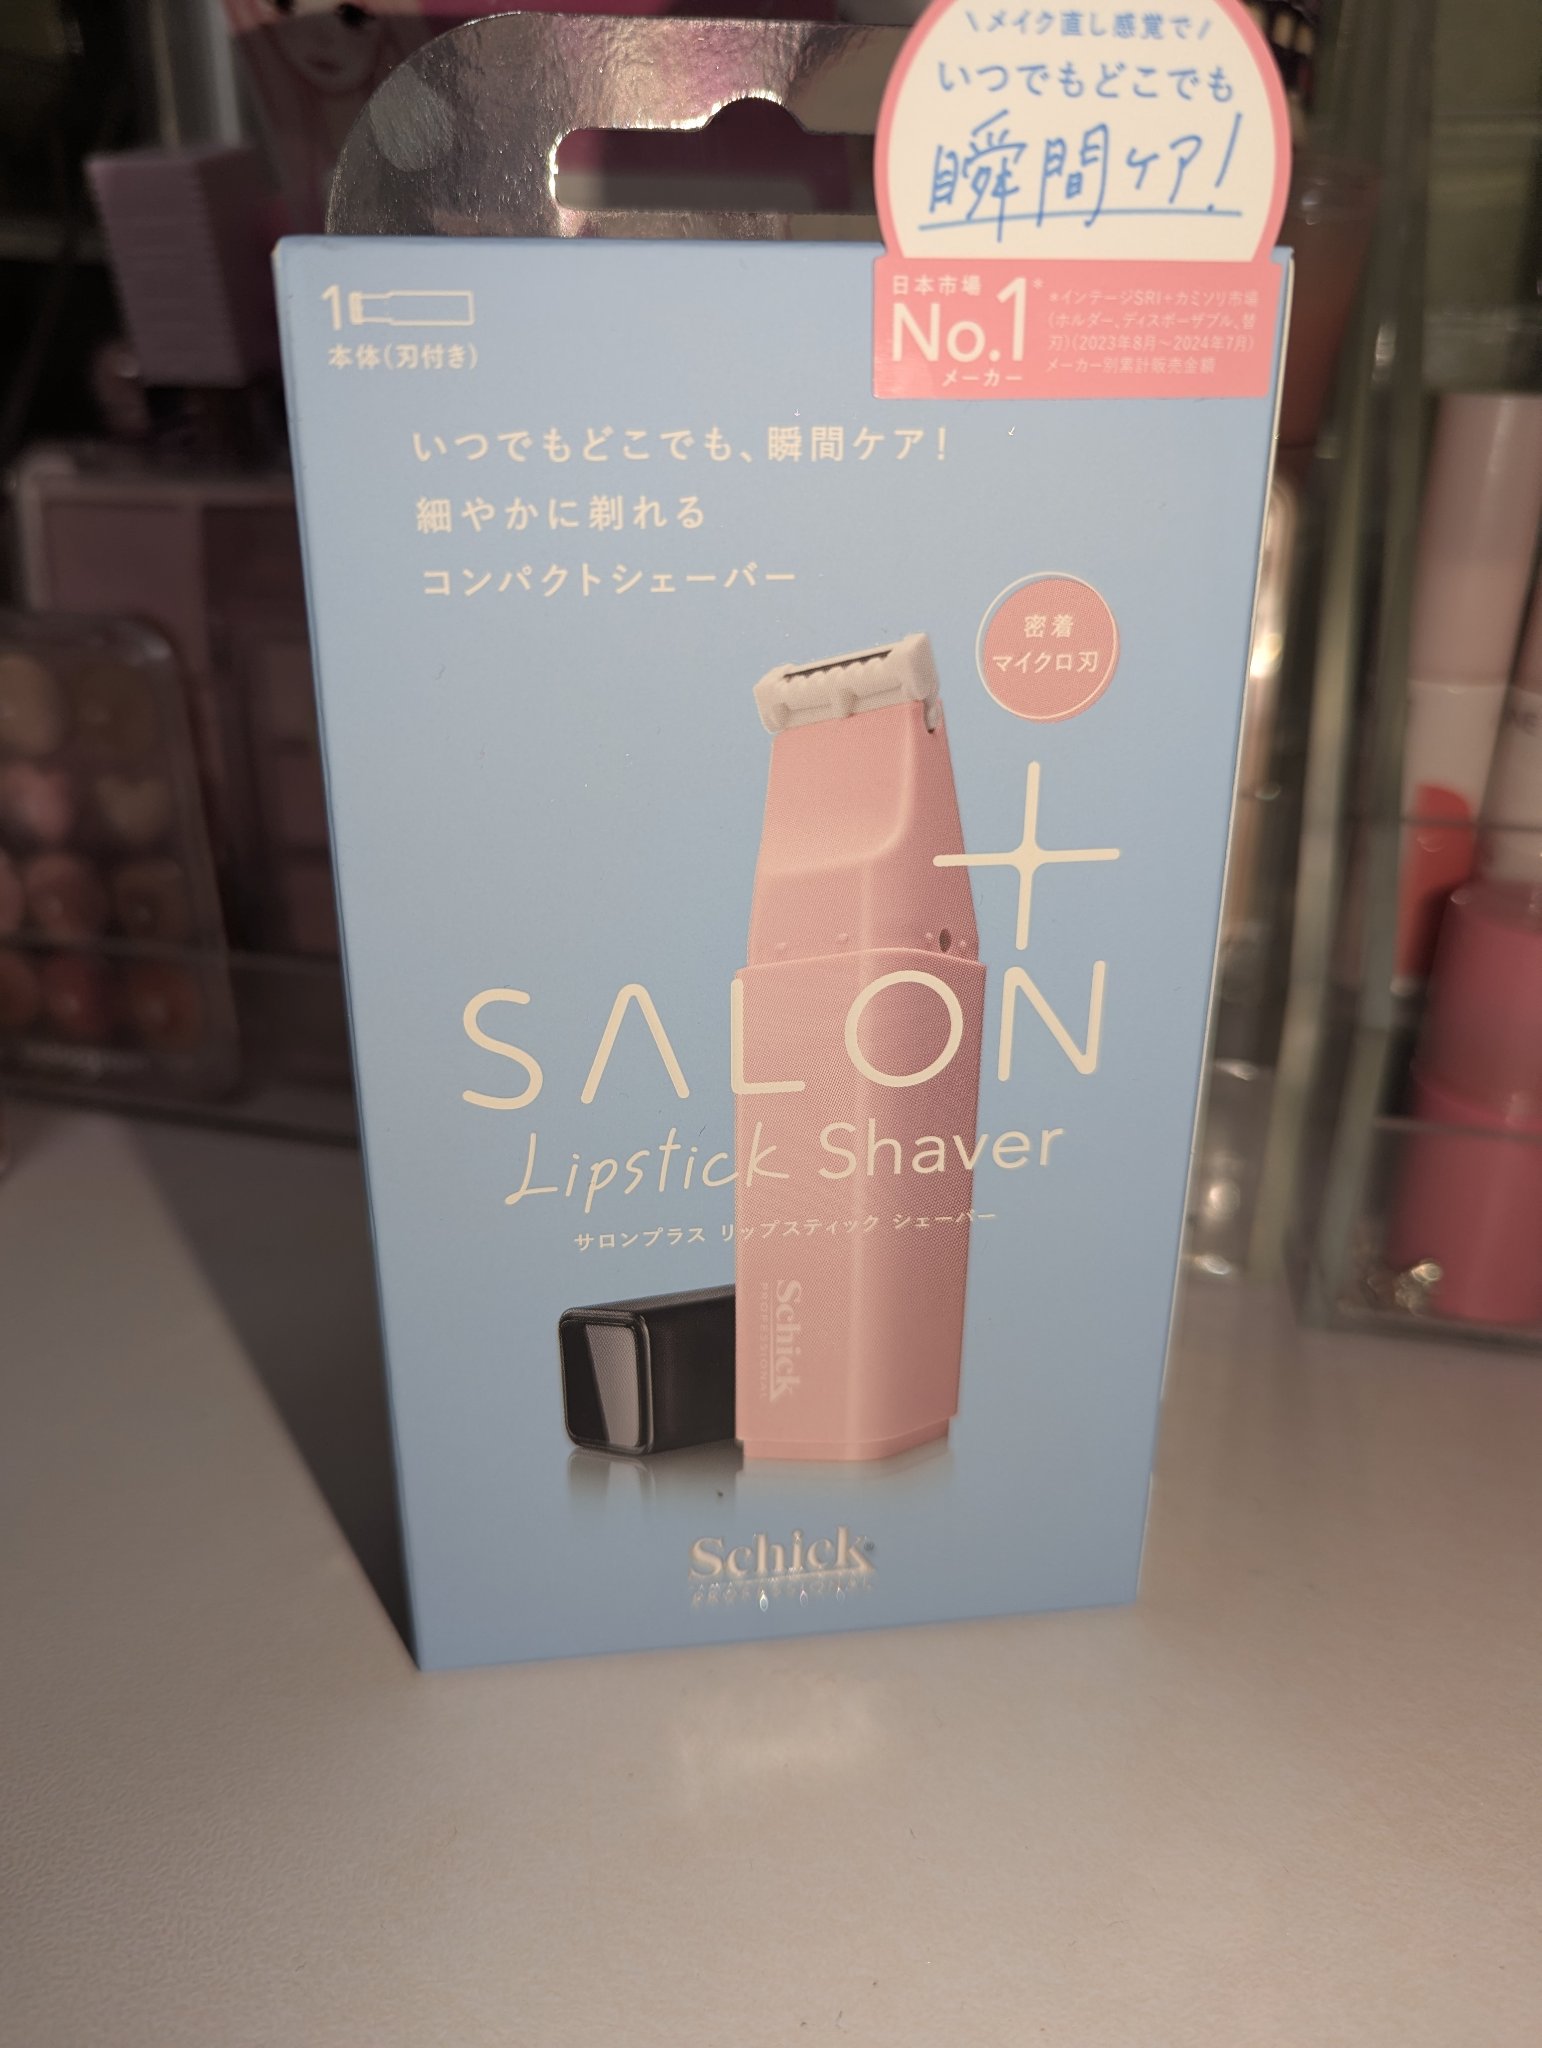 \メイク直し感覚で/
いつでもどこでも
瞬間ケア!
日本市場
No.1*
メーカー
*インテージSRI+カミソリ市場
(ホルダー、ディスポーザブル、替
刃)(2023年8月〜2024年7月)
メーカー別累計販売金額
1
本体(刃付き)
いつでもどこでも、瞬間ケア!
細やかに剃れる
コンパクトシェーバー
密着
マイクロ刃
SALON+
Lipstick Shaver
サロンプラス リップスティック シェーバー
Schick
PROFESSIONAL
Schick®
PROFESSIONAL